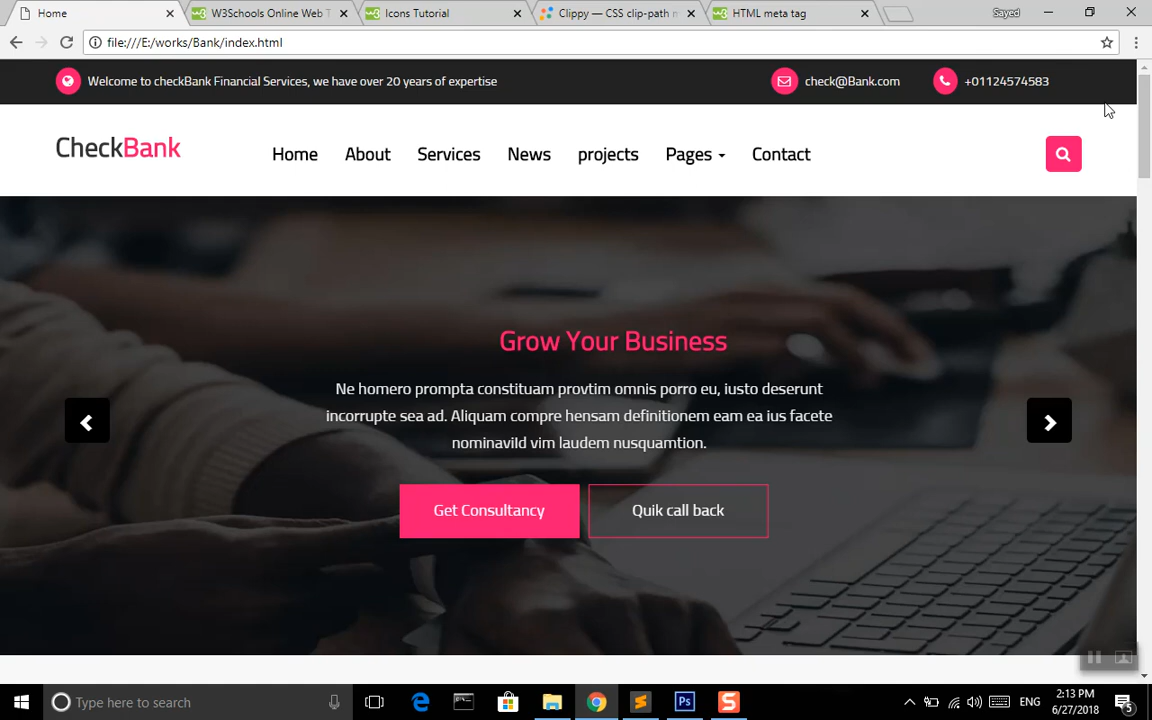 Home
W3Schools Online Web T
Icons Tutorial
Clippy — CSS clip-path m
HTML meta tag
Sayed
file:///E:/works/Bank/index.html
Welcome to checkBank Financial Services, we have over 20 years of expertise
check@Bank.com
+01124574583
CheckBank
Home
About
Services
News
projects
Pages
Contact
Grow Your Business
Ne homero prompta constituam provtim omnis porro eu, iusto deserunt
incorrupte sea ad. Aliquam compre hensam definitionem eam ea ius facete
nominavild vim laudem nusquamtion.
Get Consultancy
Quik call back
Type here to search
Ps
ENG
2:13 PM
6/27/2018
5